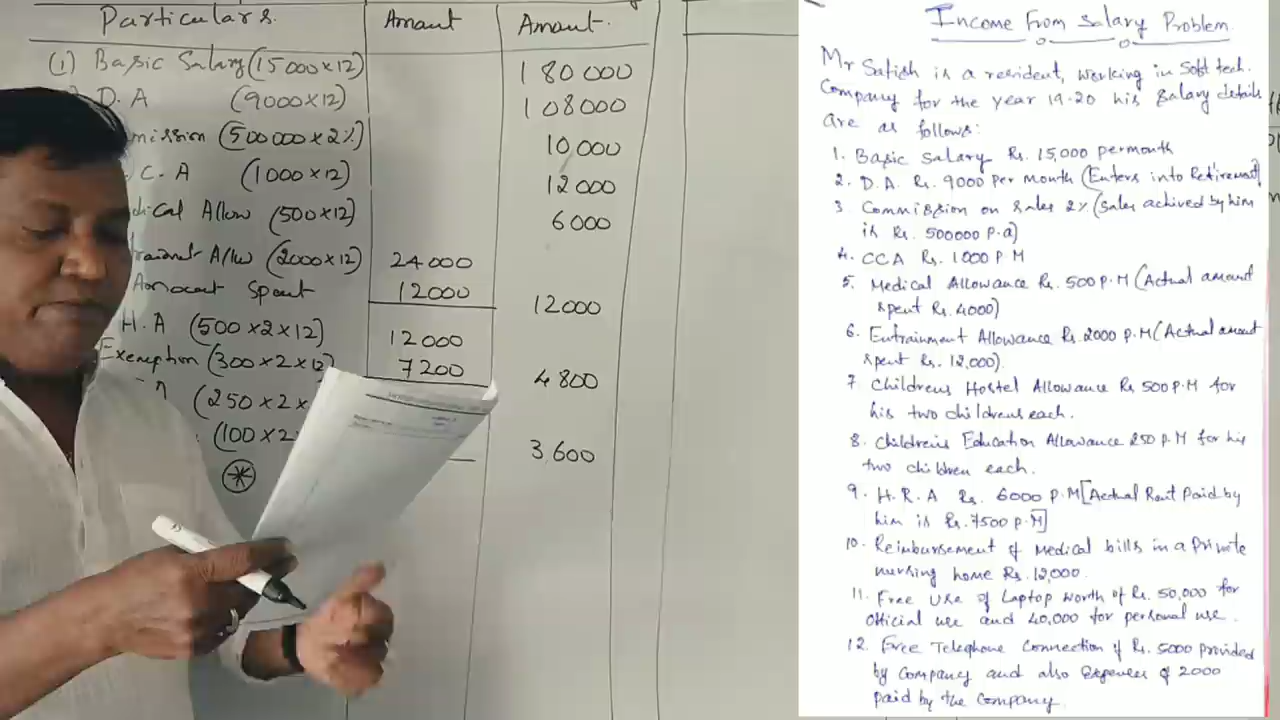 Particulars.
Amount
Amount.
(1) Basic Salary (15000×12)
180000
D.A (9000×12)
108000
mission (500000×2%)
10000
C.A (1000×12)
12000
dical Allow (500×12)
6000
Allw (2000×12)
24000
Amount Spent
12000
12000
H.A (500×2×12)
12000
Exemption (300×2×12)
7200
4800
(250×2×
(100×2
3600
Income From Salary Problem.
Mr Satish is a resident, working in Soft tech.
Company for the year 19-20 his Salary details
are as follows:
1. Basic Salary Rs. 15,000 per month
2. D.A. Rs. 9000 Per Month (Enters into Retirement)
3 Commission on sales 2% (Sales achived by him
is Rs. 500000 P.a)
4. CCA Rs. 1000 P.M
5. Medical Allowance Rs. 500 P.M (Actual amount
spent Rs. 4000)
6. Entrainment Allowance Rs 2000 P.M (Actual amount
spent Rs. 12,000).
7. Childrens Hostel Allowance Rs 500 P.M for
his two childrens each.
8. Children's Education Allowance 250 P.M for his
two children each.
9. H.R.A Rs. 6000 P.M [Actual Rent Paid by
him is Rs. 7500 P.M]
10. Reimbursement of Medical bills in a Private
nursing home Rs. 12,000.
11. Free Use of Laptop worth of Rs. 50,000 for
Official use and 40,000 for personal use.
12. Free Telephone Connection of Rs. 5000 Provided
by Company and also Expenses of 2000
paid by the Company.